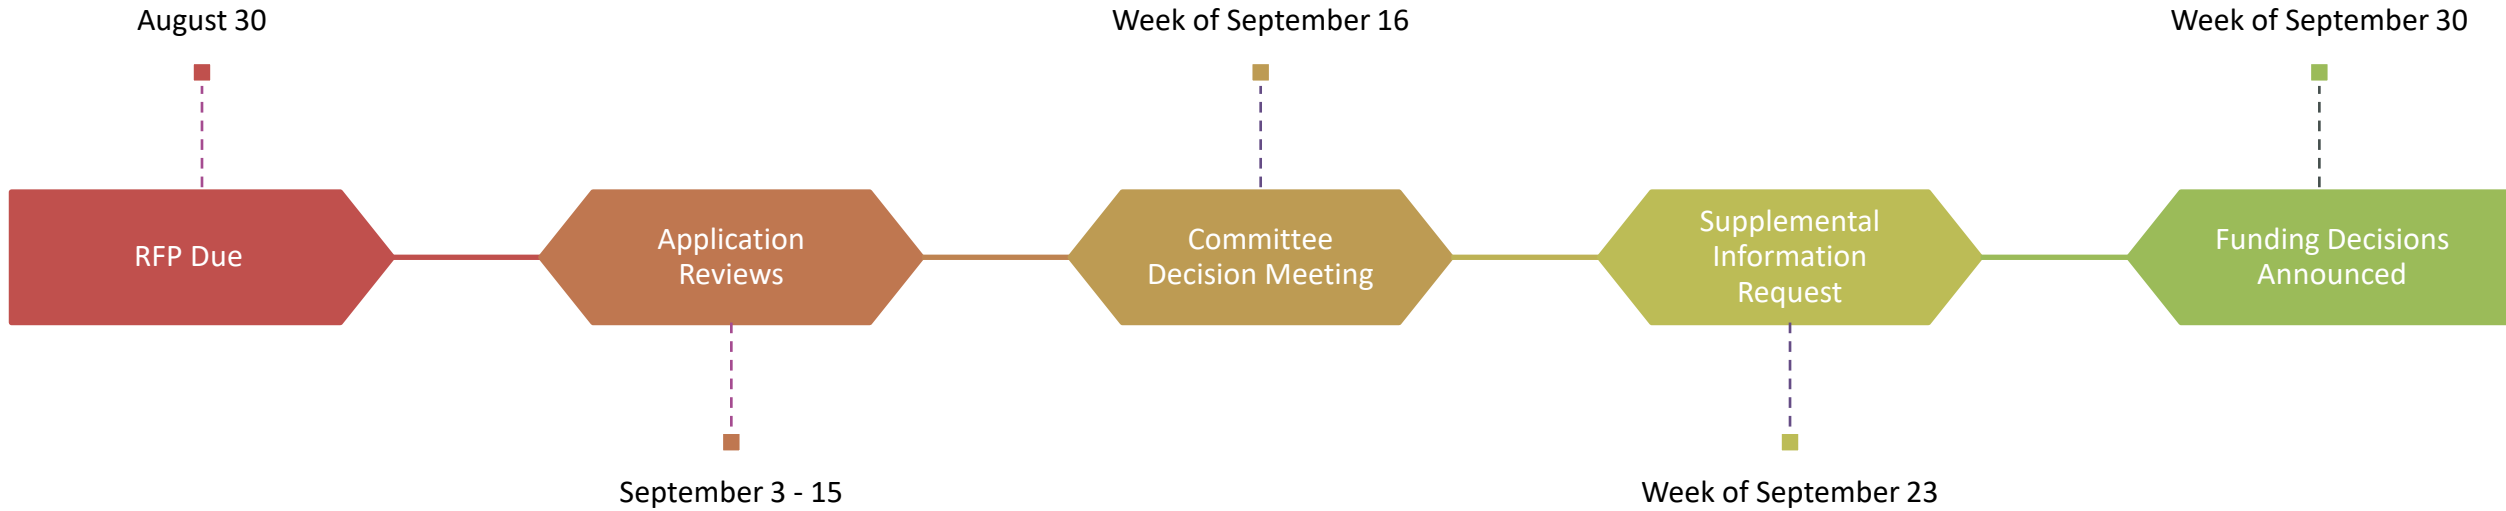 August 30
Week of September 16
Week of September 30
RFP Due
Application
Reviews
Committee
Decision Meeting
Supplemental
Information
Request
Funding Decisions
Announced
September 3 - 15
Week of September 23